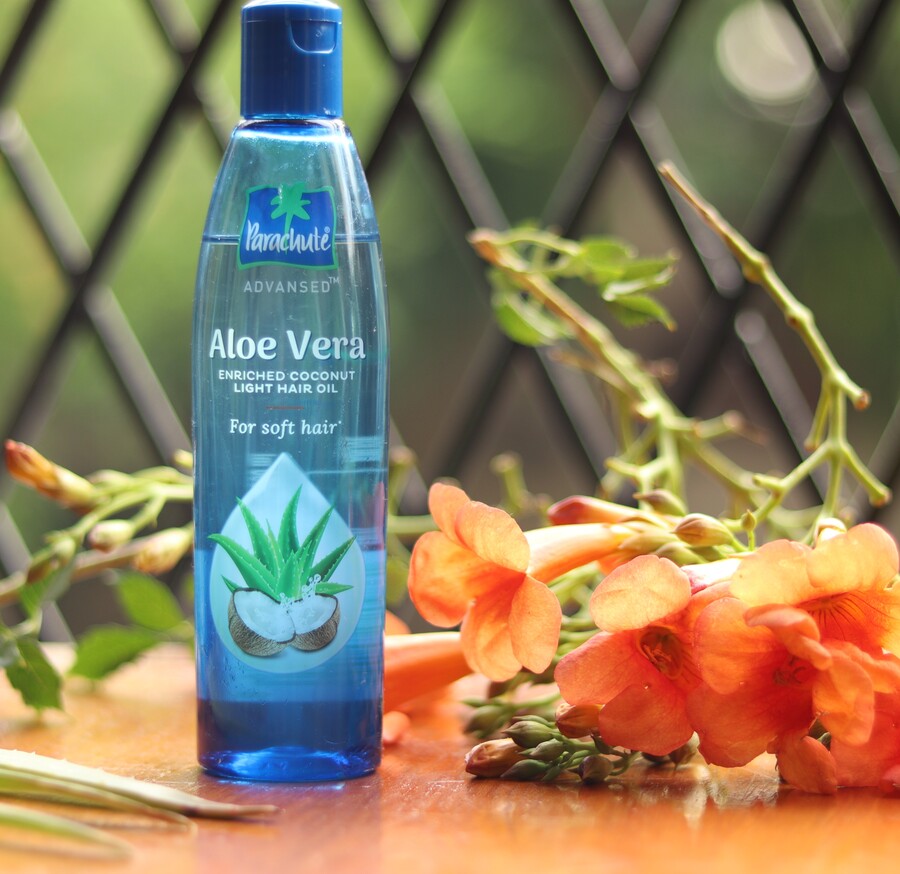 Parachute®
ADVANSED™
Aloe Vera
ENRICHED COCONUT
LIGHT HAIR OIL
For soft hair*